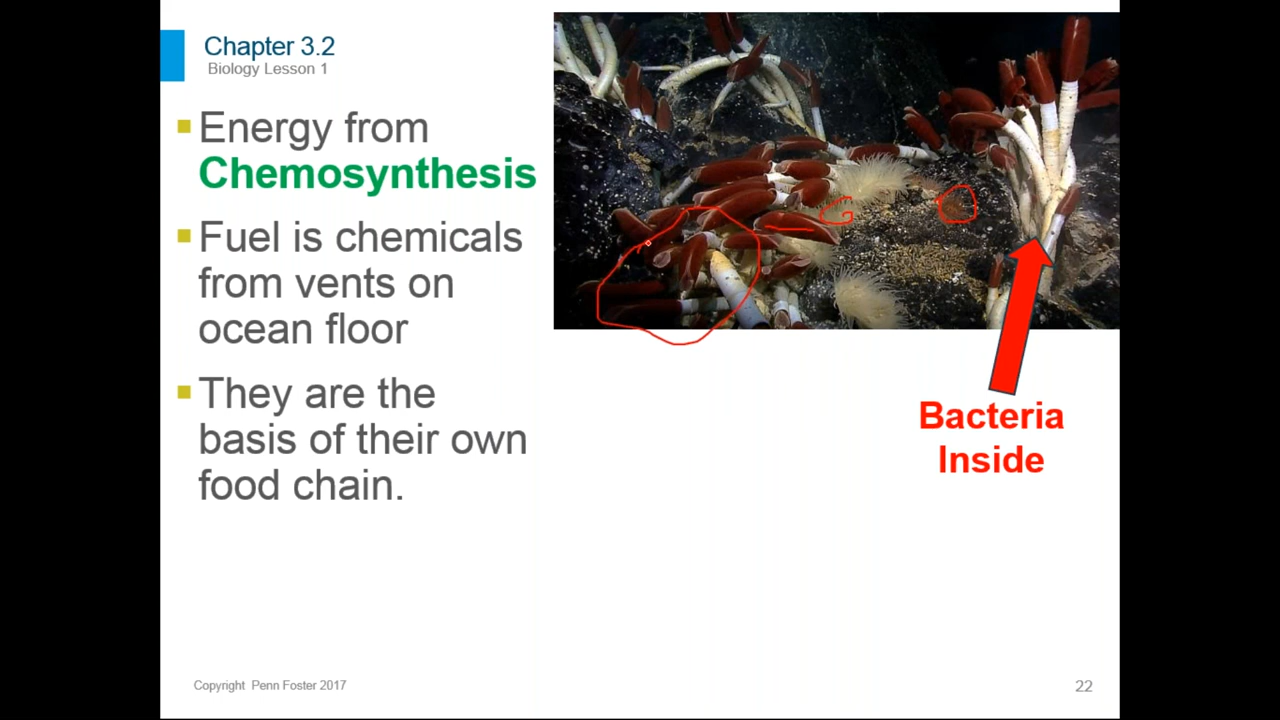 Chapter 3.2
Biology Lesson 1
Energy from
Chemosynthesis
Fuel is chemicals
from vents on
ocean floor
They are the
basis of their own
food chain.
Bacteria
Inside
Copyright Penn Foster 2017
22